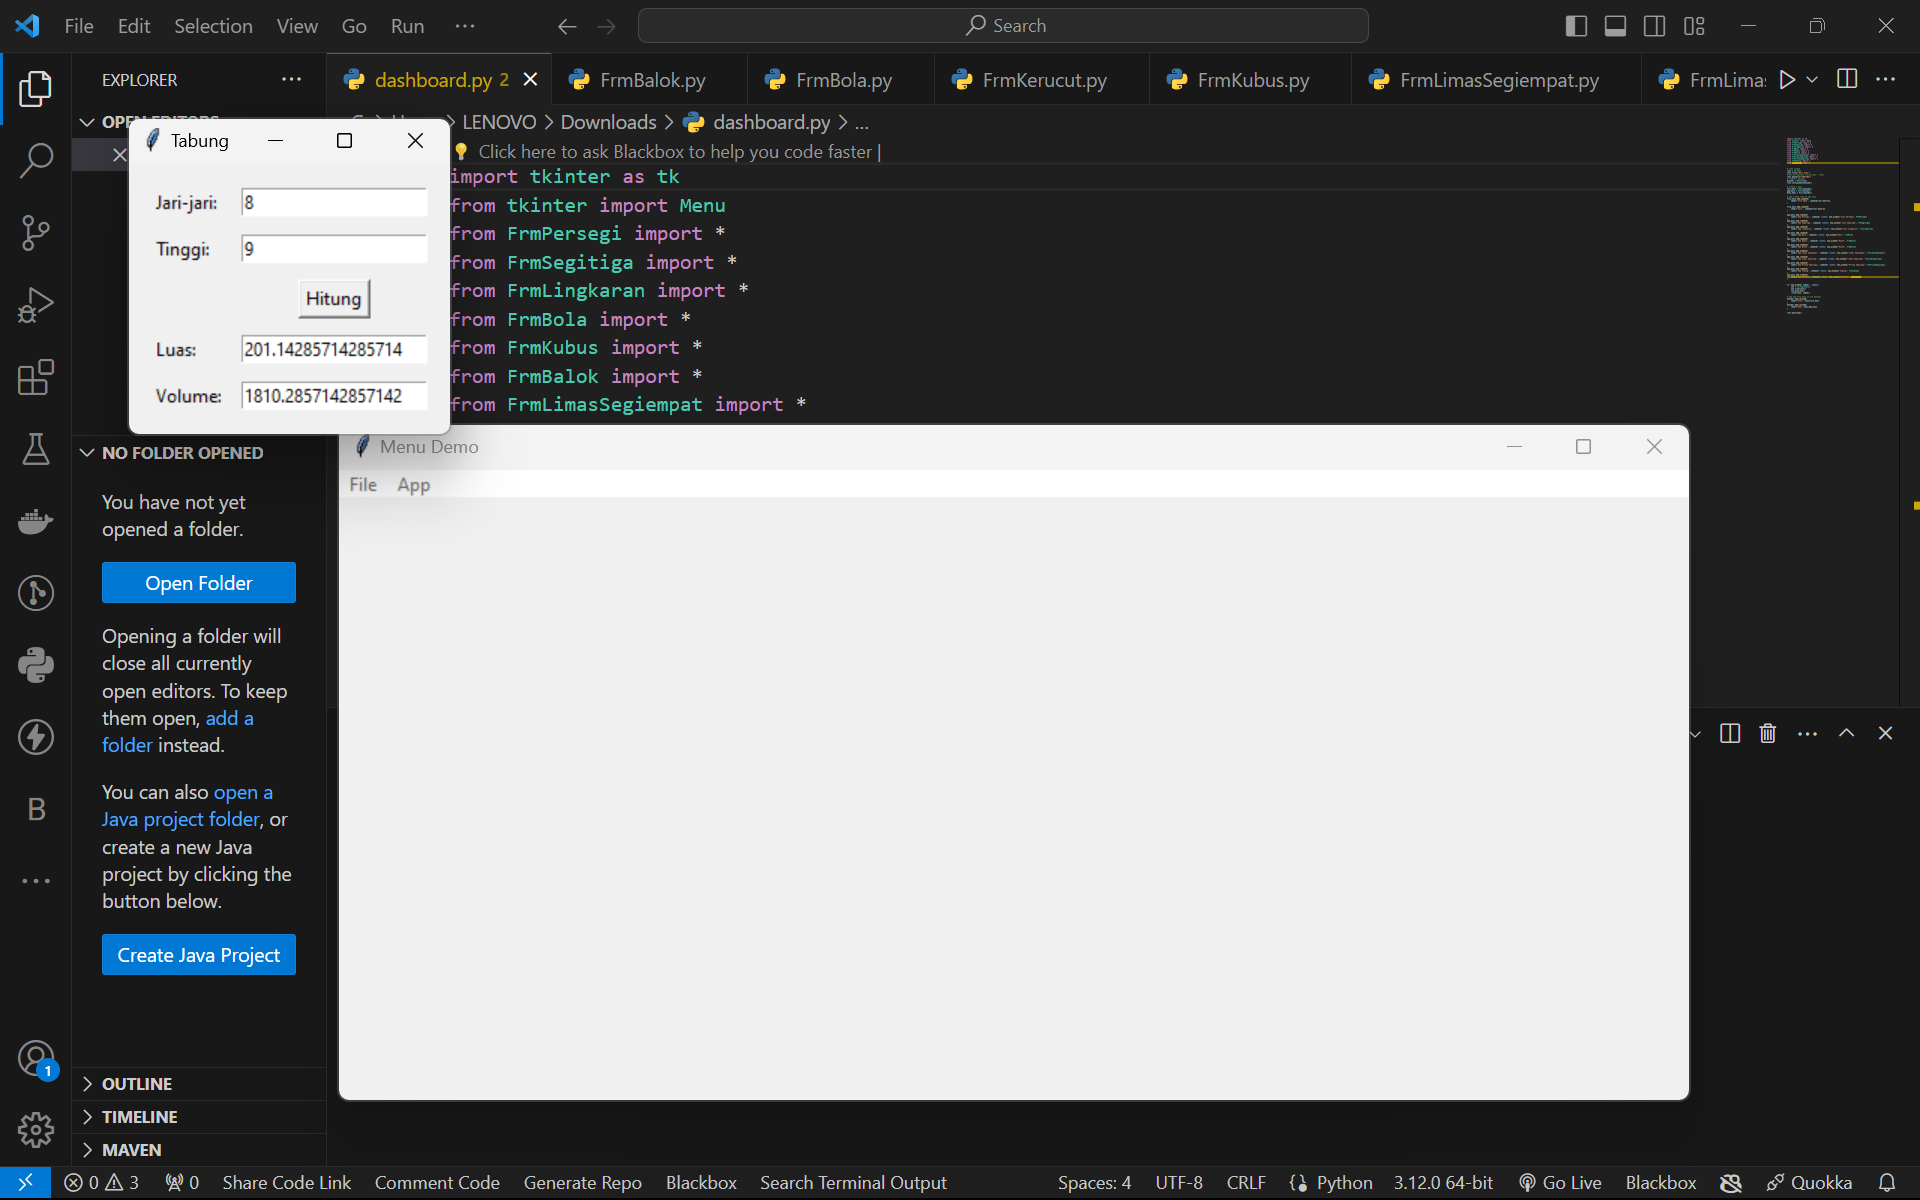 File Edit Selection View Go Run
Search
EXPLORER
dashboard.py 2
FrmBalok.py
FrmBola.py
FrmKerucut.py
FrmKubus.py
FrmLimasSegiempat.py
LENOVO > Downloads > dashboard.py > ...
Click here to ask Blackbox to help you code faster |
import tkinter as tk
from tkinter import Menu
from FrmPersegi import *
from FrmSegitiga import *
from FrmLingkaran import *
from FrmBola import *
from FrmKubus import *
from FrmBalok import *
from FrmLimasSegiempat import *
Tabung
Jari-jari: 8
Tinggi: 9
Hitung
Luas: 201.14285714285714
Volume: 1810.2857142857142
Menu Demo
File App
NO FOLDER OPENED
You have not yet
opened a folder.
Open Folder
Opening a folder will
close all currently
open editors. To keep
them open, add a
folder instead.
You can also open a
Java project folder, or
create a new Java
project by clicking the
button below.
Create Java Project
B
1
OUTLINE
TIMELINE
MAVEN
0 3 0 Share Code Link Comment Code Generate Repo Blackbox Search Terminal Output Spaces: 4 UTF-8 CRLF Python 3.12.0 64-bit Go Live Blackbox Quokka